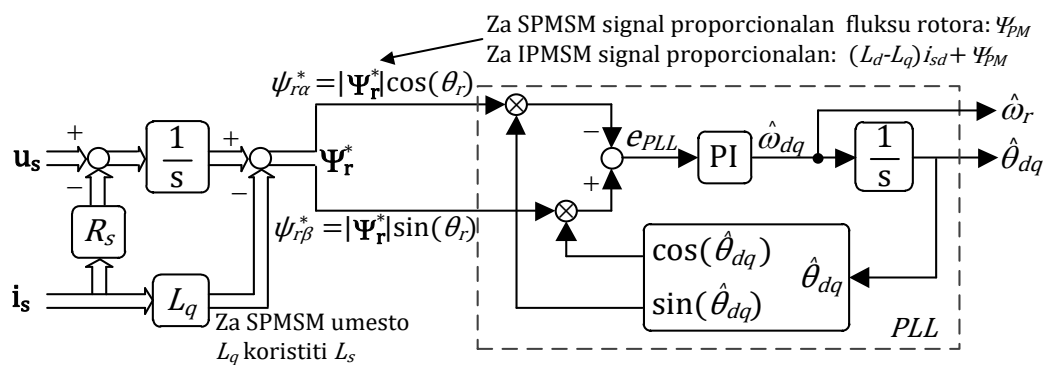 Za SPMSM signal proporcionalan fluksu rotora: Ψ_PM
Za IPMSM signal proporcionalan: (L_d-L_q)i_sd + Ψ_PM
ψ*_rα = |Ψ*_r|cos(θ_r)
u_s
+
−
1/s
+
−
Ψ*_r
R_s
ψ*_rβ = |Ψ*_r|sin(θ_r)
i_s
L_q
Za SPMSM umesto
L_q koristiti L_s
−
+
e_PLL
PI
ω̂_dq
1/s
ω̂_r
θ̂_dq
cos(θ̂_dq)
θ̂_dq
sin(θ̂_dq)
PLL